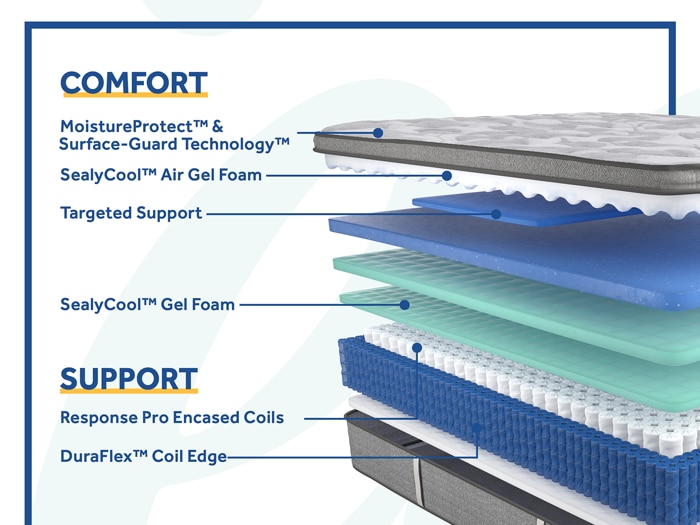 COMFORT
MoistureProtect™ &
Surface-Guard Technology™
SealyCool™ Air Gel Foam
Targeted Support
SealyCool™ Gel Foam
SUPPORT
Response Pro Encased Coils
DuraFlex™ Coil Edge